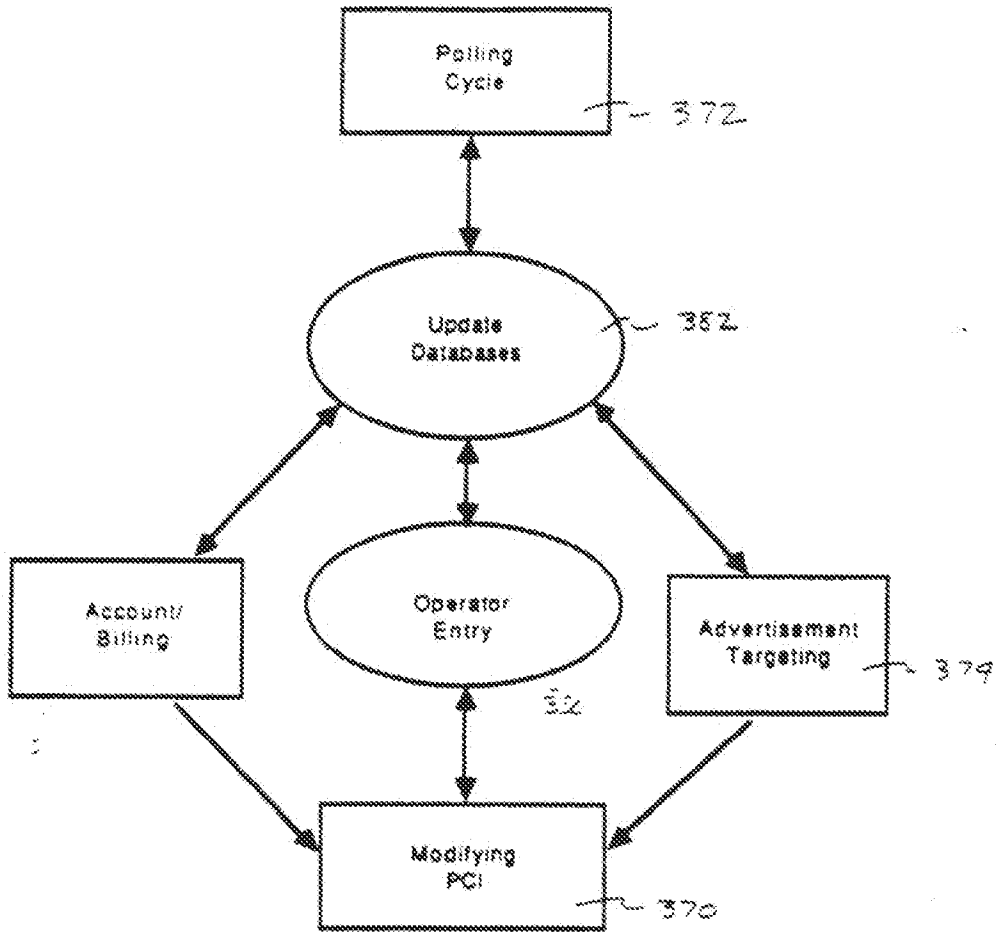 Polling
Cycle
372
Update
Databases
352
Account/
Billing
Operator
Entry
Advertisement
Targeting
374
Modifying
PCI
370